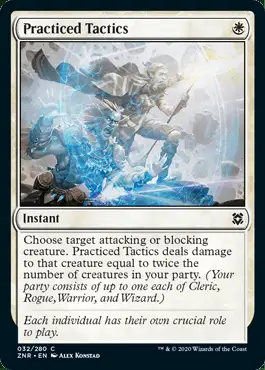 Practiced Tactics
Instant
Choose target attacking or blocking
creature. Practiced Tactics deals damage
to that creature equal to twice the
number of creatures in your party. (Your
party consists of up to one each of Cleric,
Rogue,Warrior, and Wizard.)
Each individual has their own crucial role
to play.
032/280 C
ZNR • EN ALEX KONSTAD
™ & © 2020 Wizards of the Coast